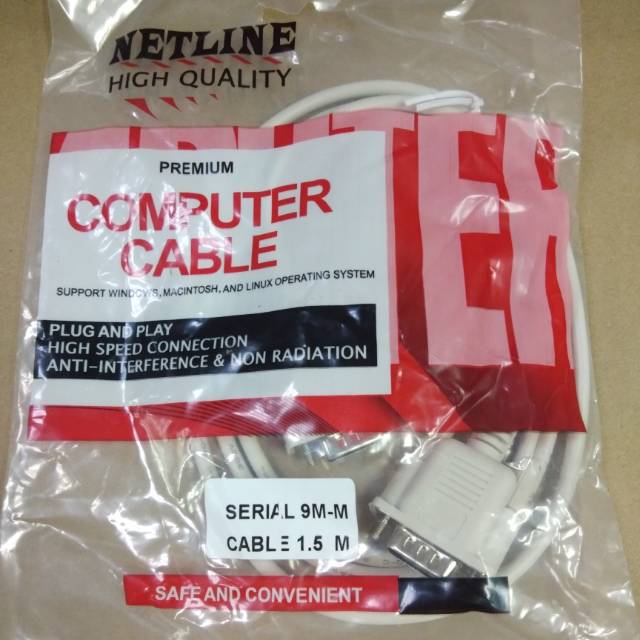 NETLINE
HIGH QUALITY
PREMIUM
COMPUTER
CABLE
SUPPORT WINDOWS, MACINTOSH, AND LINUX OPERATING SYSTEM
PLUG AND PLAY
HIGH SPEED CONNECTION
ANTI-INTERFERENCE & NON RADIATION
SERIAL 9M-M
CABLE 1.5 M
SAFE AND CONVENIENT